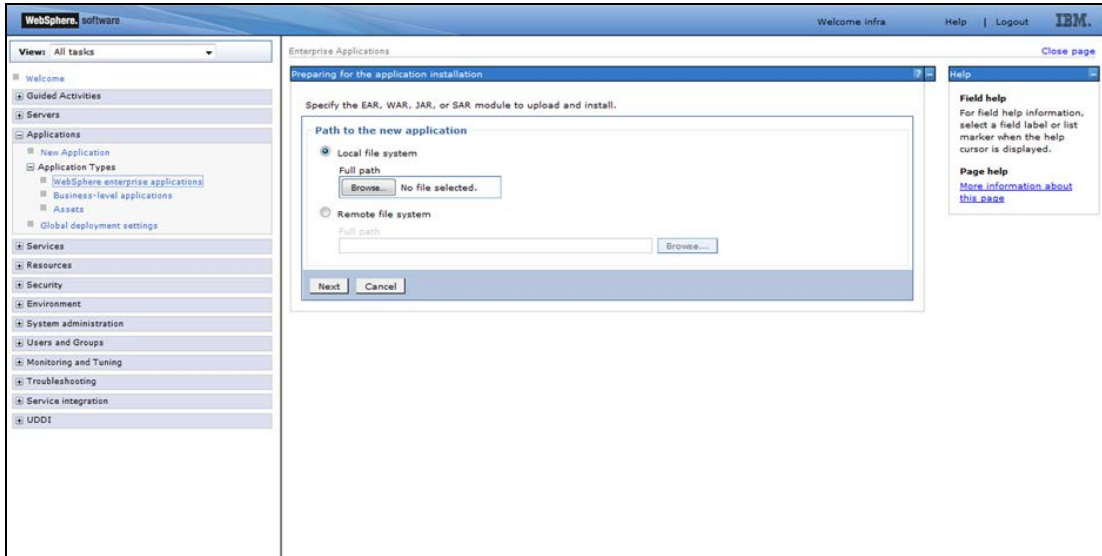 WebSphere. software
Welcome infra
Help | Logout
IBM.
View: All tasks
Welcome
Guided Activities
Servers
Applications
New Application
Application Types
WebSphere enterprise applications
Business-level applications
Assets
Global deployment settings
Services
Resources
Security
Environment
System administration
Users and Groups
Monitoring and Tuning
Troubleshooting
Service integration
UDDI
Enterprise Applications
Close page
Preparing for the application installation
?
Specify the EAR, WAR, JAR, or SAR module to upload and install.
Path to the new application
Local file system
Full path
Browse... No file selected.
Remote file system
Full path
Browse...
Next Cancel
Help
Field help
For field help information,
select a field label or list
marker when the help
cursor is displayed.
Page help
More information about
this page